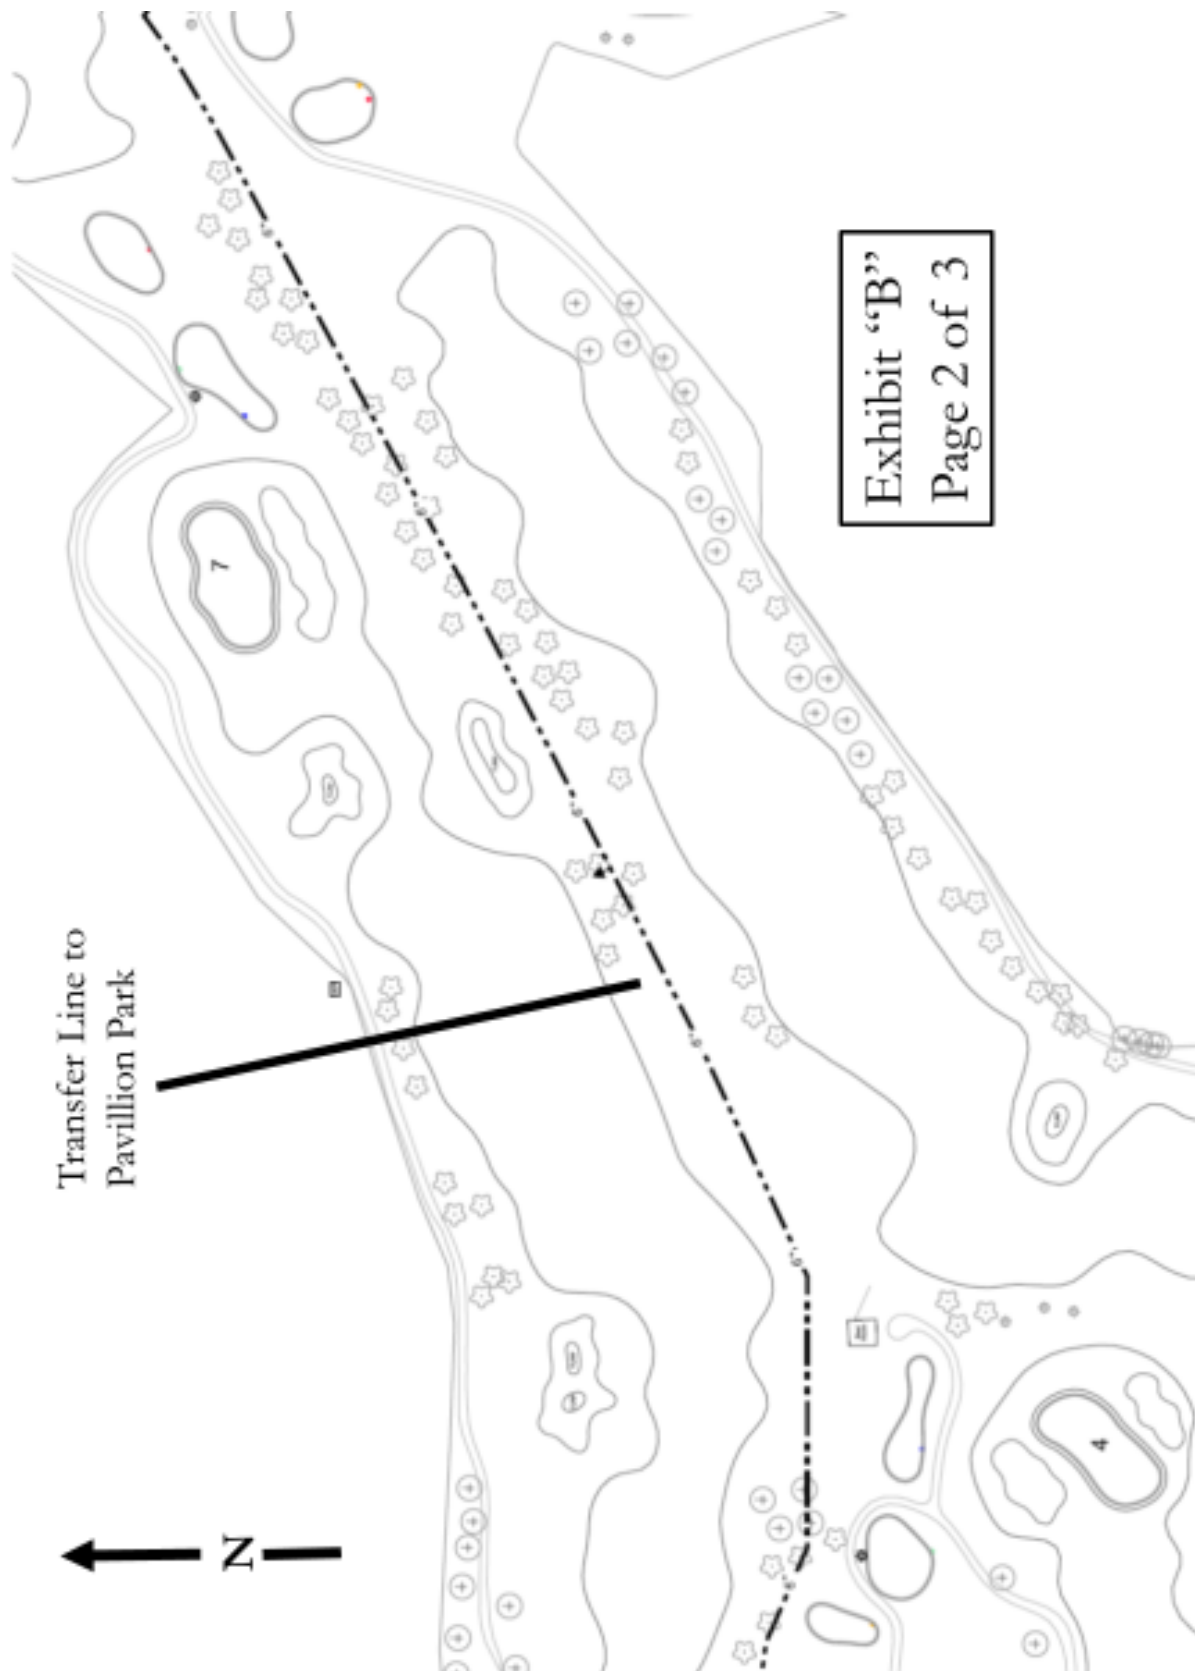 Transfer Line to
Pavillion Park
Exhibit “B”
Page 2 of 3
7
4
N